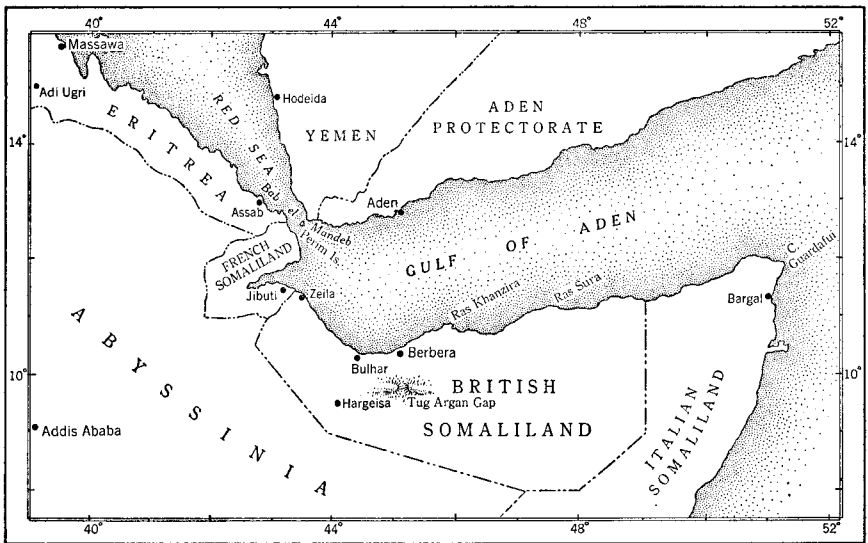 40°
44°
48°
52°
Massawa
Adi Ugri
ERITREA
RED SEA
Hodeida
YEMEN
ADEN
PROTECTORATE
14°
14°
Assab
Bab el Mandeb
Perim Is.
Aden
GULF OF ADEN
FRENCH
SOMALILAND
C. Guardafui
Jibuti
Zeila
Ras Khanzira
Ras Sura
Bargal
ABYSSINIA
Berbera
Bulhar
10°
10°
BRITISH
Hargeisa
Tug Argan Gap
SOMALILAND
ITALIAN
SOMALILAND
Addis Ababa
40°
44°
48°
52°